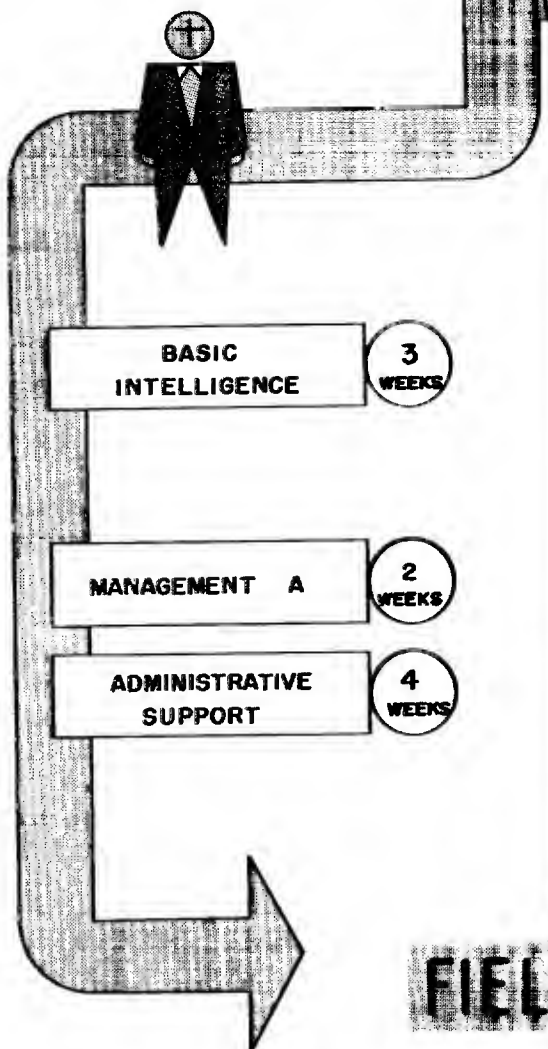 BASIC
INTELLIGENCE
3
WEEKS
MANAGEMENT A
2
WEEKS
ADMINISTRATIVE
SUPPORT
4
WEEKS